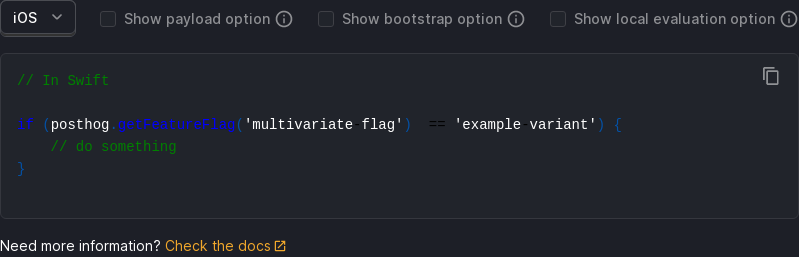 iOS Show payload option Show bootstrap option Show local evaluation option
// In Swift
if (posthog.getFeatureFlag('multivariate-flag')  == 'example-variant') {
// do something
}
Need more information? Check the docs